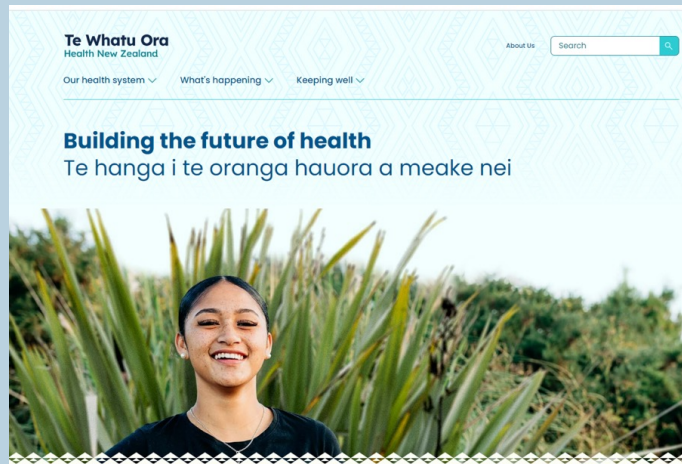 Te Whatu Ora
Health New Zealand
About Us
Search
Our health system
What's happening
Keeping well
Building the future of health
Te hanga i te oranga hauora a meake nei